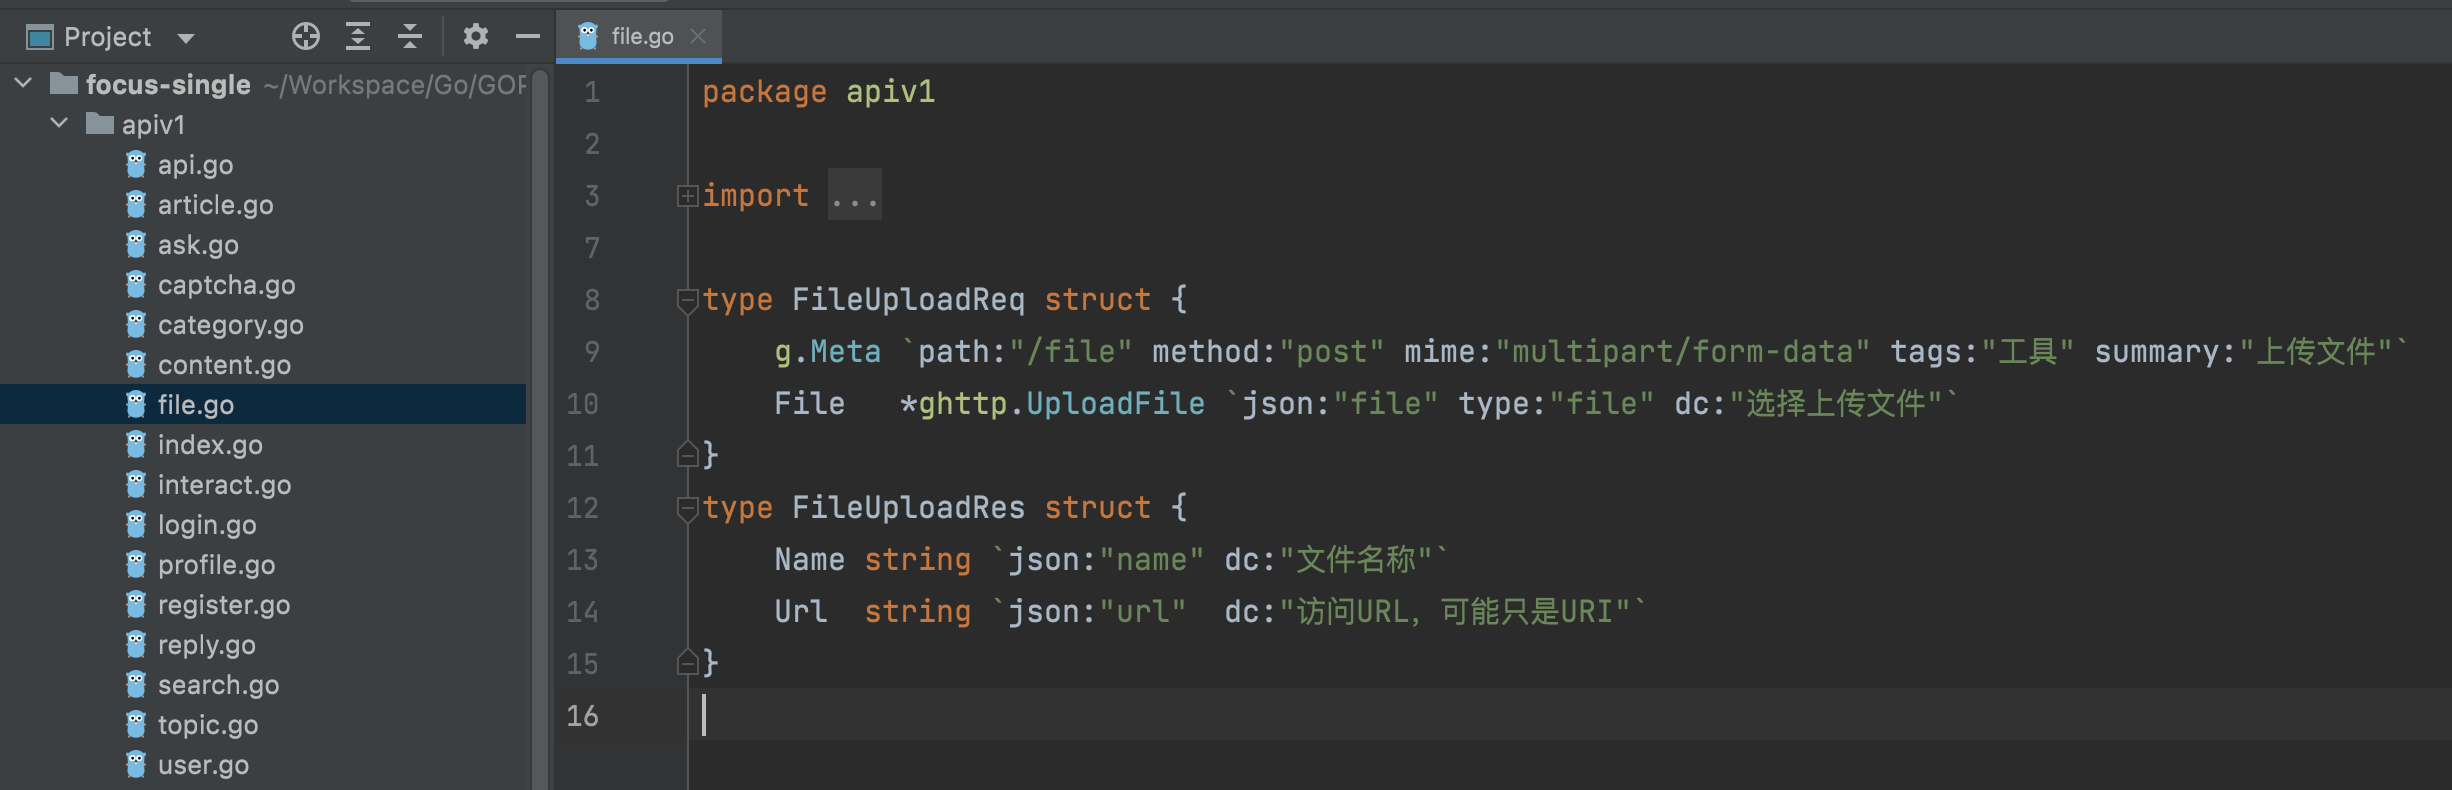 Project
focus-single ~/Workspace/Go/GOP
apiv1
api.go
article.go
ask.go
captcha.go
category.go
content.go
file.go
index.go
interact.go
login.go
profile.go
register.go
reply.go
search.go
topic.go
user.go
file.go
1 package apiv1
2
3 import ...
7
8 type FileUploadReq struct {
9 g.Meta `path:"/file" method:"post" mime:"multipart/form-data" tags:"工具" summary:"上传文件"`
10 File *ghttp.UploadFile `json:"file" type:"file" dc:"选择上传文件"`
11 }
12 type FileUploadRes struct {
13 Name string `json:"name" dc:"文件名称"`
14 Url string `json:"url" dc:"访问URL，可能只是URI"`
15 }
16